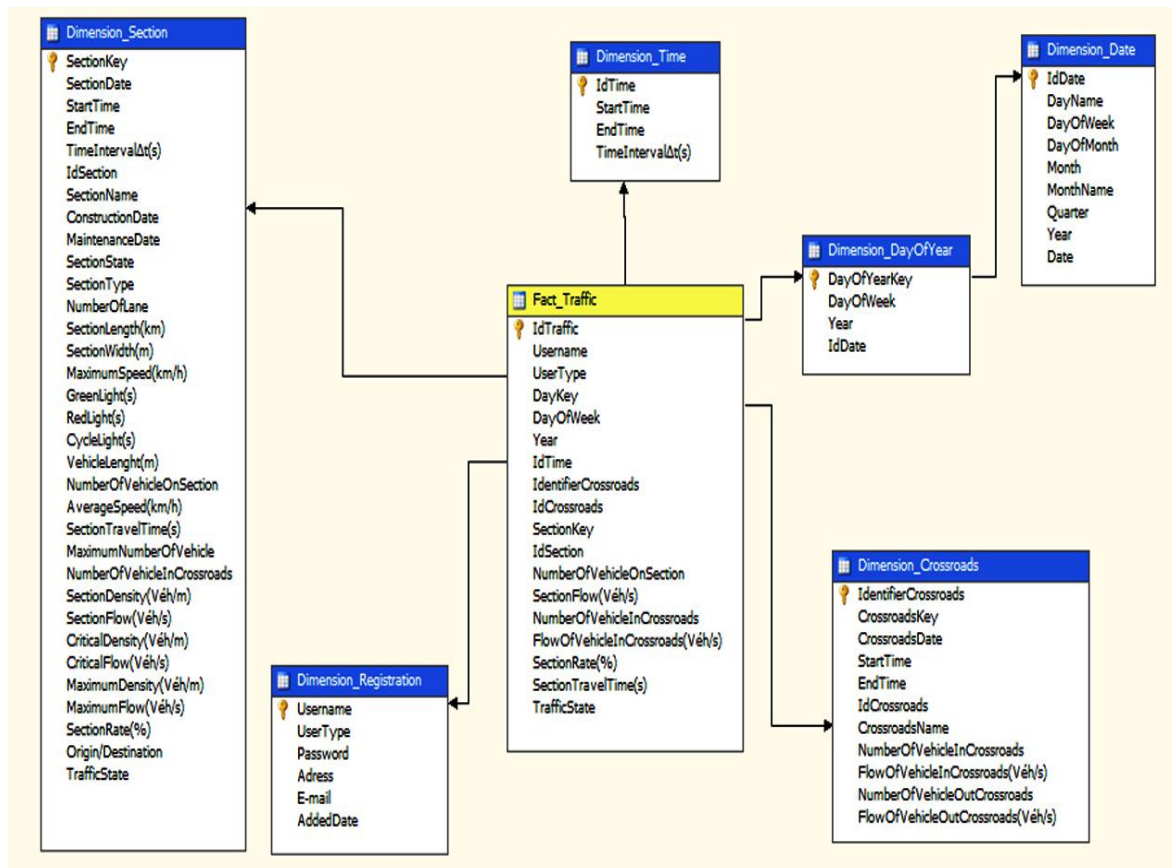 Dimension_Section
SectionKey
SectionDate
StartTime
EndTime
TimeIntervalΔt(s)
IdSection
SectionName
ConstructionDate
MaintenanceDate
SectionState
SectionType
NumberOfLane
SectionLength(km)
SectionWidth(m)
MaximumSpeed(km/h)
GreenLight(s)
RedLight(s)
CycleLight(s)
VehicleLenght(m)
NumberOfVehicleOnSection
AverageSpeed(km/h)
SectionTravelTime(s)
MaximumNumberOfVehicle
NumberOfVehicleInCrossroads
SectionDensity(Véh/m)
SectionFlow(Véh/s)
CriticalDensity(Véh/m)
CriticalFlow(Véh/s)
MaximumDensity(Véh/m)
MaximumFlow(Véh/s)
SectionRate(%)
Origin/Destination
TrafficState
Dimension_Time
IdTime
StartTime
EndTime
TimeIntervalΔt(s)
Dimension_Date
IdDate
DayName
DayOfWeek
DayOfMonth
Month
MonthName
Quarter
Year
Date
Dimension_DayOfYear
DayOfYearKey
DayOfWeek
Year
IdDate
Fact_Traffic
IdTraffic
Username
UserType
DayKey
DayOfWeek
Year
IdTime
IdentifierCrossroads
IdCrossroads
SectionKey
IdSection
NumberOfVehicleOnSection
SectionFlow(Véh/s)
NumberOfVehicleInCrossroads
FlowOfVehicleInCrossroads(Véh/s)
SectionRate(%)
SectionTravelTime(s)
TrafficState
Dimension_Registration
Username
UserType
Password
Adress
E-mail
AddedDate
Dimension_Crossroads
IdentifierCrossroads
CrossroadsKey
CrossroadsDate
StartTime
EndTime
IdCrossroads
CrossroadsName
NumberOfVehicleInCrossroads
FlowOfVehicleInCrossroads(Véh/s)
NumberOfVehicleOutCrossroads
FlowOfVehicleOutCrossroads(Véh/s)